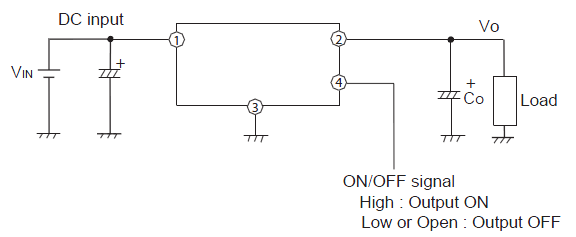 DC input
Vo
1
2
+
VIN
4
+
Co
Load
3
ON/OFF signal
High : Output ON
Low or Open : Output OFF